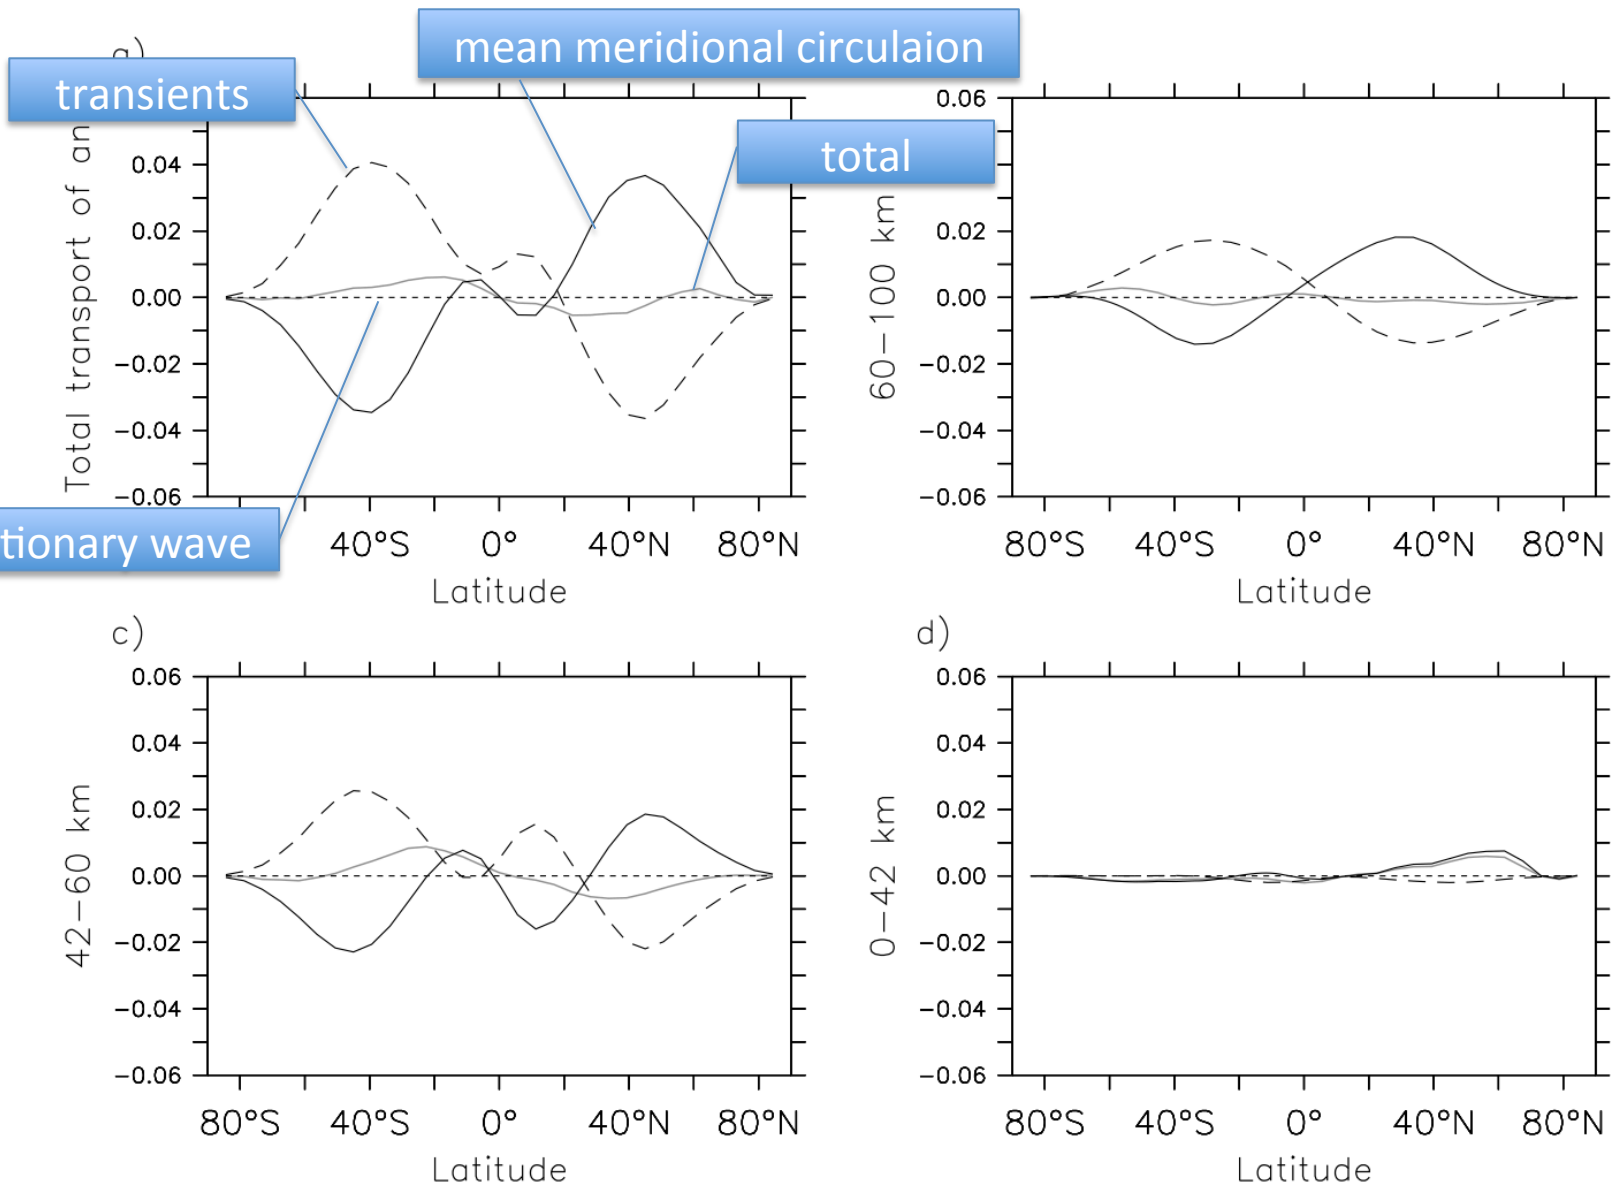 mean meridional circulaion
transients
total
tionary wave
a)
Total transport of an
0.04
0.02
0.00
−0.02
−0.04
−0.06
40°S 0° 40°N 80°N
Latitude
60−100 km
0.06
0.02
0.00
−0.02
−0.04
−0.06
80°S 40°S 0° 40°N 80°N
Latitude
c)
42−60 km
0.06
0.04
0.02
0.00
−0.02
−0.04
−0.06
80°S 40°S 0° 40°N 80°N
Latitude
d)
0−42 km
0.06
0.04
0.02
0.00
−0.02
−0.04
−0.06
80°S 40°S 0° 40°N 80°N
Latitude